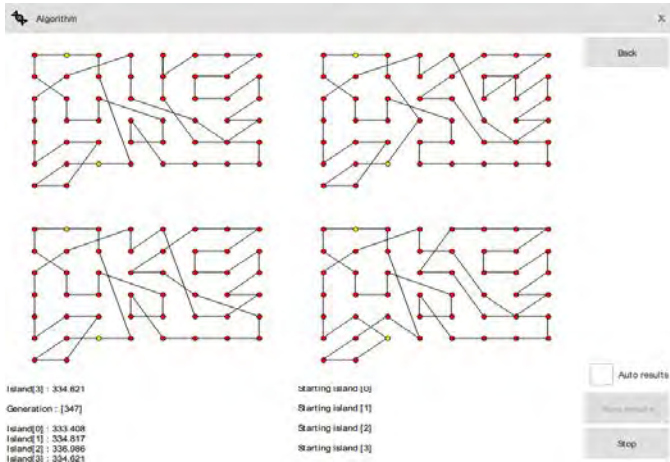 Algorithm
x
Back
Island[3] : 334.621
Generation : [347]
Island[0] : 333.408
Island[1] : 334.817
Island[2] : 336.986
Island[3] : 334.621
Starting island [0]
Starting island [1]
Starting island [2]
Starting island [3]
Auto results
Stop